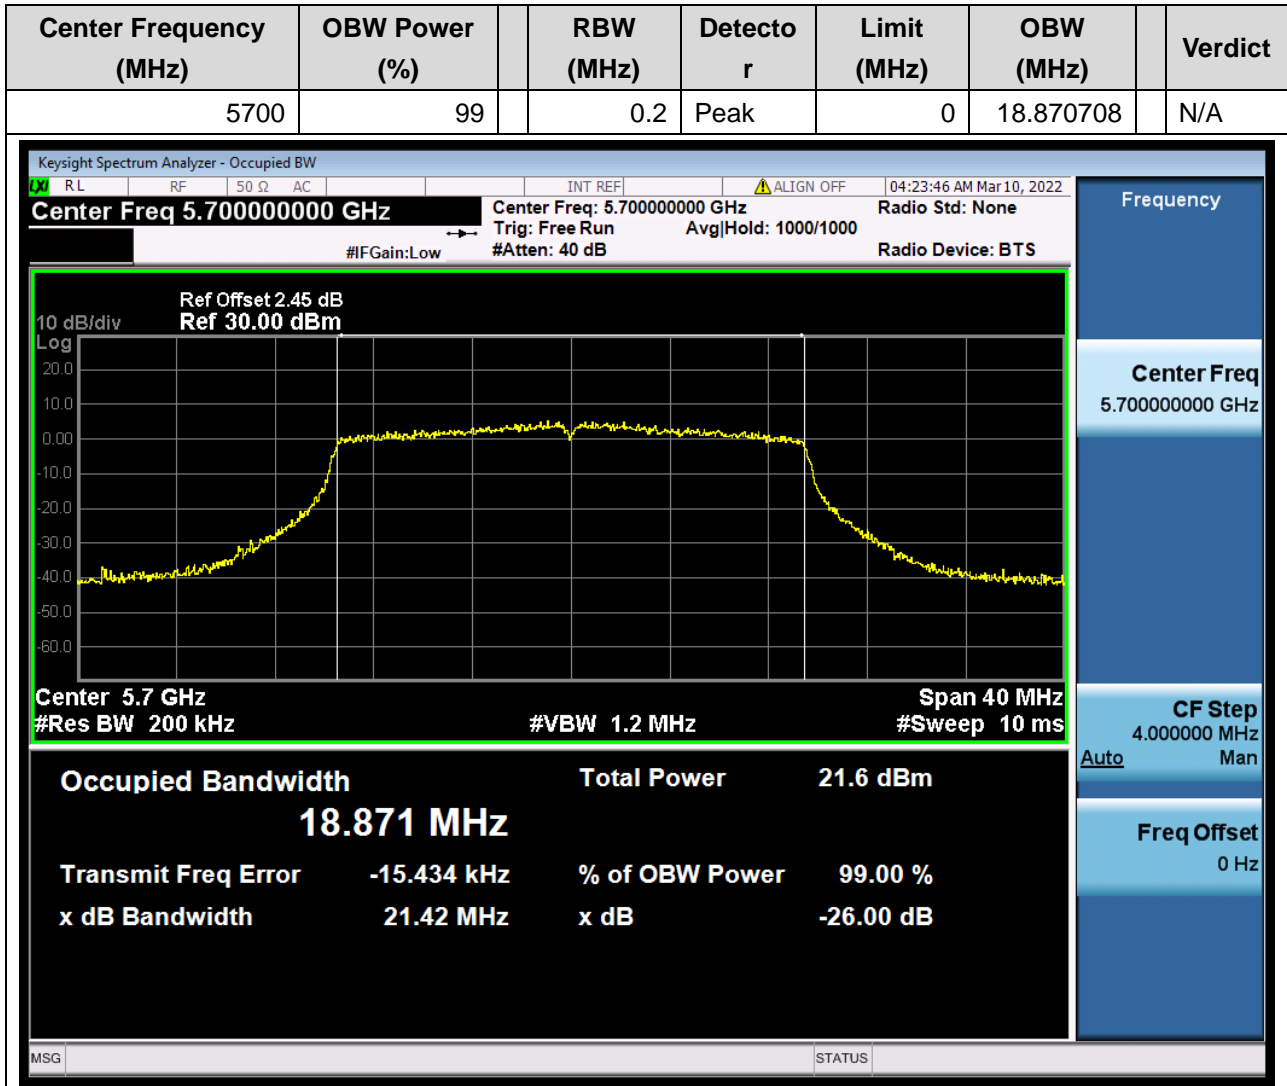 Center Frequency (MHz) OBW Power (%) RBW (MHz) Detecto r Limit (MHz) OBW (MHz) Verdict
5700 99 0.2 Peak 0 18.870708 N/A
Keysight Spectrum Analyzer - Occupied BW
LXI RL RF 50 Ω AC INT REF ALIGN OFF 04:23:46 AM Mar 10, 2022
Center Freq 5.700000000 GHz
Center Freq: 5.700000000 GHz
Radio Std: None
Trig: Free Run Avg|Hold: 1000/1000
#IFGain:Low
#Atten: 40 dB
Radio Device: BTS
Frequency
Ref Offset 2.45 dB
10 dB/div Ref 30.00 dBm
Log
20.0
10.0
0.00
-10.0
-20.0
-30.0
-40.0
-50.0
-60.0
Center 5.7 GHz Span 40 MHz
#Res BW 200 kHz #VBW 1.2 MHz #Sweep 10 ms
Center Freq
5.700000000 GHz
CF Step
4.000000 MHz
Auto Man
Freq Offset
0 Hz
Occupied Bandwidth Total Power 21.6 dBm
18.871 MHz
Transmit Freq Error -15.434 kHz % of OBW Power 99.00 %
x dB Bandwidth 21.42 MHz x dB -26.00 dB
MSG STATUS